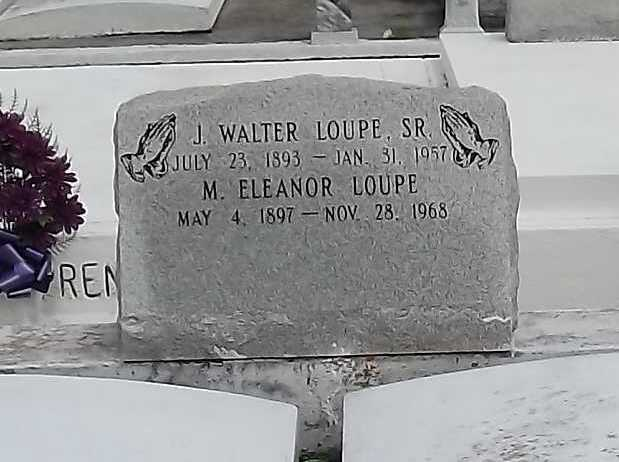 J. WALTER LOUPE, SR.
JULY 23, 1893 — JAN. 31, 1957
M. ELEANOR LOUPE
MAY 4, 1897 — NOV. 28, 1968